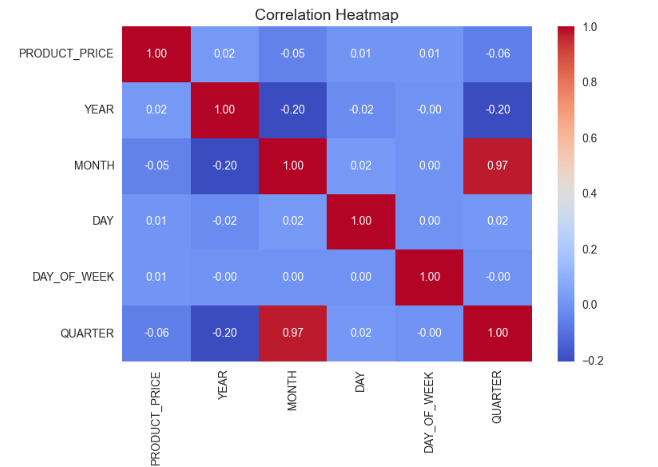 Correlation Heatmap
PRODUCT_PRICE 1.00 0.02 -0.05 0.01 0.01 -0.06
YEAR 0.02 1.00 -0.20 -0.02 -0.00 -0.20
MONTH -0.05 -0.20 1.00 0.02 0.00 0.97
DAY 0.01 -0.02 0.02 1.00 0.00 0.02
DAY_OF_WEEK 0.01 -0.00 0.00 0.00 1.00 -0.00
QUARTER -0.06 -0.20 0.97 0.02 -0.00 1.00
PRODUCT_PRICE
YEAR
MONTH
DAY
DAY_OF_WEEK
QUARTER
1.0
0.8
0.6
0.4
0.2
0.0
−0.2